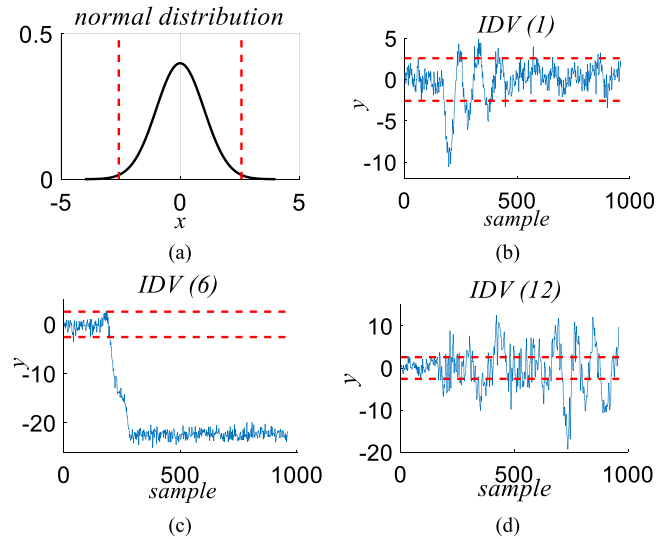 normal distribution
0.5
0
-5
0
5
x
(a)
IDV (1)
5
0
-5
-10
y
0
500
1000
sample
(b)
IDV (6)
0
-10
-20
y
0
500
1000
sample
(c)
IDV (12)
10
0
-10
-20
y
0
500
1000
sample
(d)